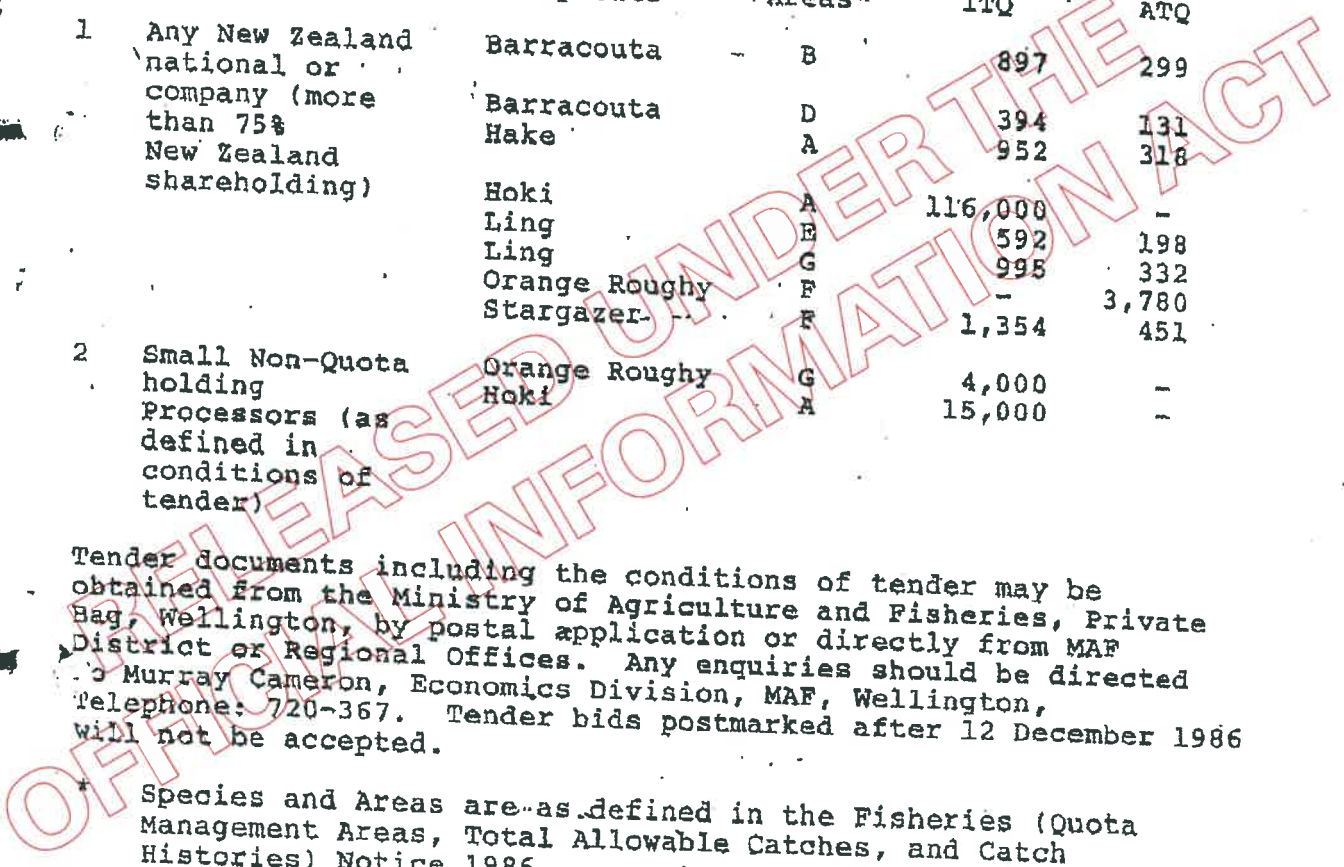 Areas ITQ ATQ
1 Any New Zealand Barracouta - B 897 299
national or
company (more Barracouta D 394 131
than 75% Hake A 952 318
New Zealand
shareholding) Hoki A 116,000 -
Ling E 592 198
Ling G 995 332
Orange Roughy F - 3,780
Stargazer F 1,354 451
2 Small Non-Quota Orange Roughy G 4,000 -
holding Hoki A 15,000 -
Processors (as
defined in
conditions of
tender)
Tender documents including the conditions of tender may be
obtained from the Ministry of Agriculture and Fisheries, Private
Bag, Wellington, by postal application or directly from MAF
District or Regional Offices. Any enquiries should be directed
Murray Cameron, Economics Division, MAF, Wellington,
Telephone: 720-367. Tender bids postmarked after 12 December 1986
will not be accepted.
* Species and Areas are as defined in the Fisheries (Quota
Management Areas, Total Allowable Catches, and Catch
Histories) Notice 1986
RELEASED UNDER THE
OFFICIAL INFORMATION ACT